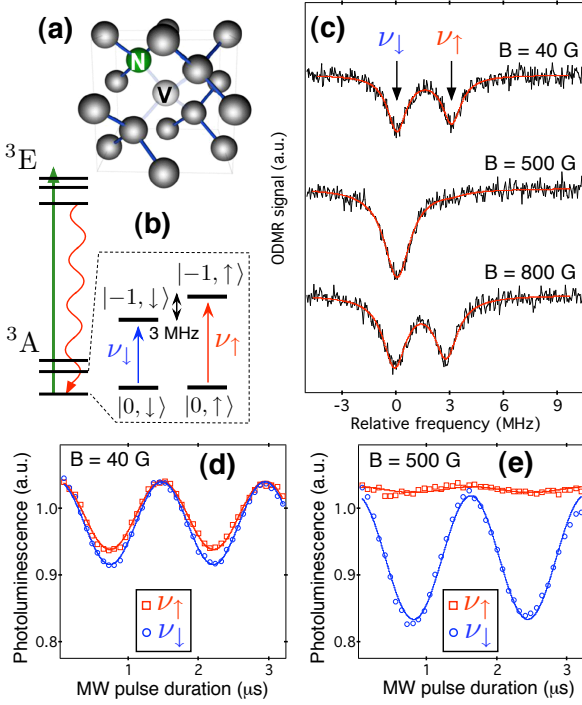 (a)
N
V
³E
³A
(b)
|−1, ↑⟩
|−1, ↓⟩
3 MHz
ν↓
ν↑
|0, ↓⟩
|0, ↑⟩
(c)
ν↓
ν↑
B = 40 G
B = 500 G
B = 800 G
ODMR signal (a.u.)
-3 0 3 6 9
Relative frequency (MHz)
(d)
B = 40 G
Photoluminescence (a.u.)
1.0
0.9
0.8
ν↑
ν↓
1 2 3
MW pulse duration (μs)
(e)
B = 500 G
Photoluminescence (a.u.)
1.0
0.9
0.8
ν↑
ν↓
1 2 3
MW pulse duration (μs)